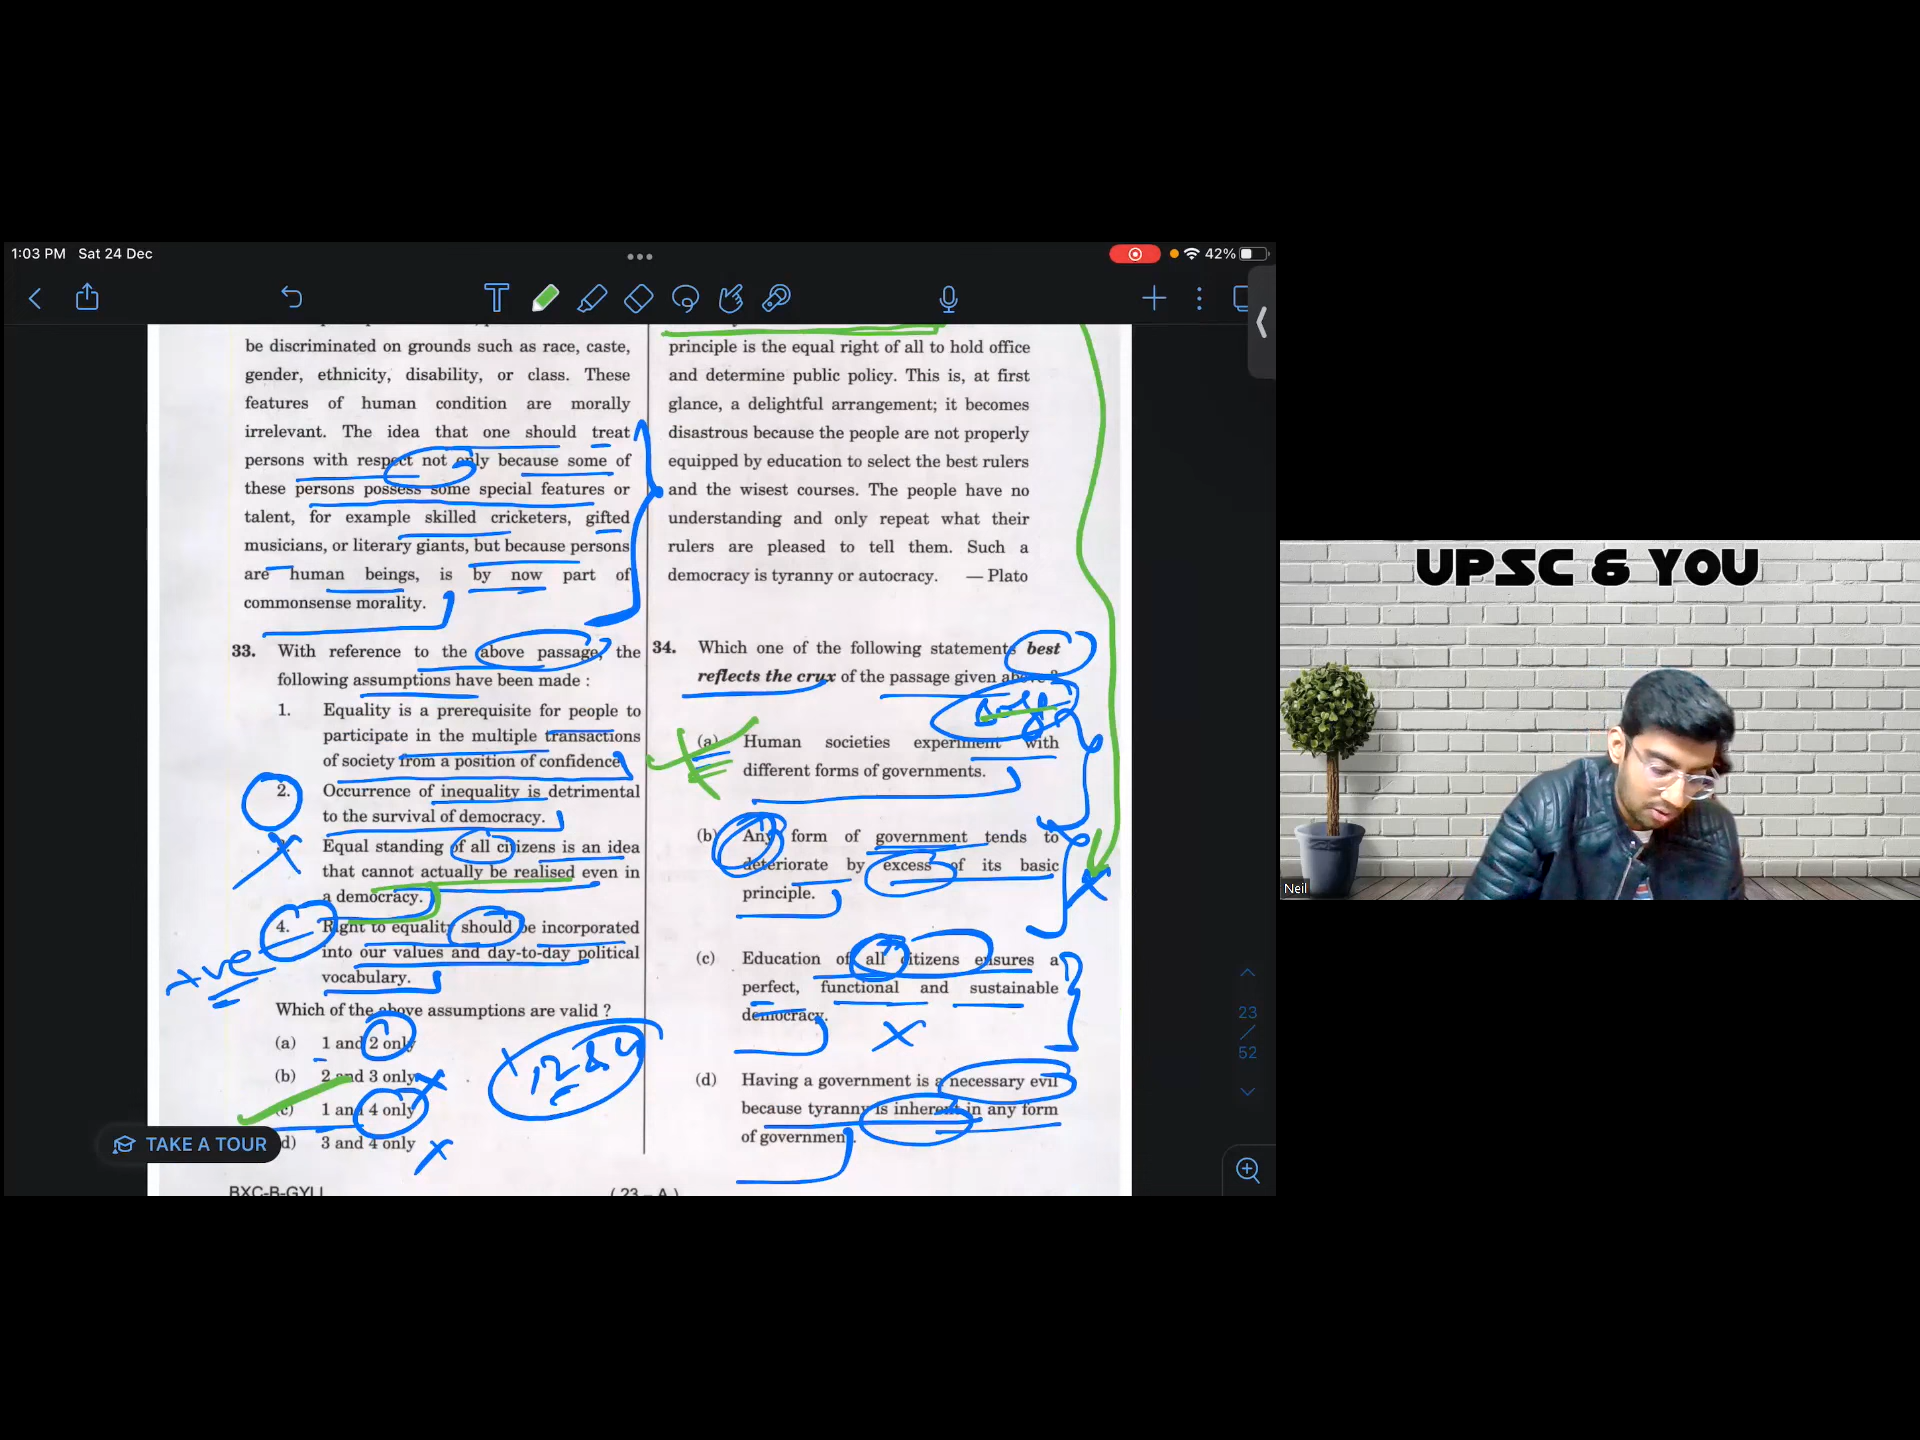 1:03 PM Sat 24 Dec
42%
be discriminated on grounds such as race, caste,
gender, ethnicity, disability, or class. These
features of human condition are morally
irrelevant. The idea that one should treat
persons with respect not only because some of
these persons possess some special features or
talent, for example skilled cricketers, gifted
musicians, or literary giants, but because persons
are human beings, is by now part of
commonsense morality.
33. With reference to the above passage, the
following assumptions have been made :
1. Equality is a prerequisite for people to
participate in the multiple transactions
of society from a position of confidence.
2. Occurrence of inequality is detrimental
to the survival of democracy.
Equal standing of all citizens is an idea
that cannot actually be realised even in
a democracy.
4. Right to equality should be incorporated
into our values and day-to-day political
vocabulary.
+ve
Which of the above assumptions are valid ?
(a) 1 and 2 only
(b) 2 and 3 only
(c) 1 and 4 only
(d) 3 and 4 only
1, 2 & 4
TAKE A TOUR
BXC-B-GYLI
( 23 – A )
principle is the equal right of all to hold office
and determine public policy. This is, at first
glance, a delightful arrangement; it becomes
disastrous because the people are not properly
equipped by education to select the best rulers
and the wisest courses. The people have no
understanding and only repeat what their
rulers are pleased to tell them. Such a
democracy is tyranny or autocracy. — Plato
34. Which one of the following statements best
reflects the crux of the passage given above ?
(a) Human societies experiment with
different forms of governments.
(b) Any form of government tends to
deteriorate by excess of its basic
principle.
(c) Education of all citizens ensures a
perfect, functional and sustainable
democracy.
(d) Having a government is a necessary evil
because tyranny is inherent in any form
of government.
23
/
52
UPSC & YOU
Neil